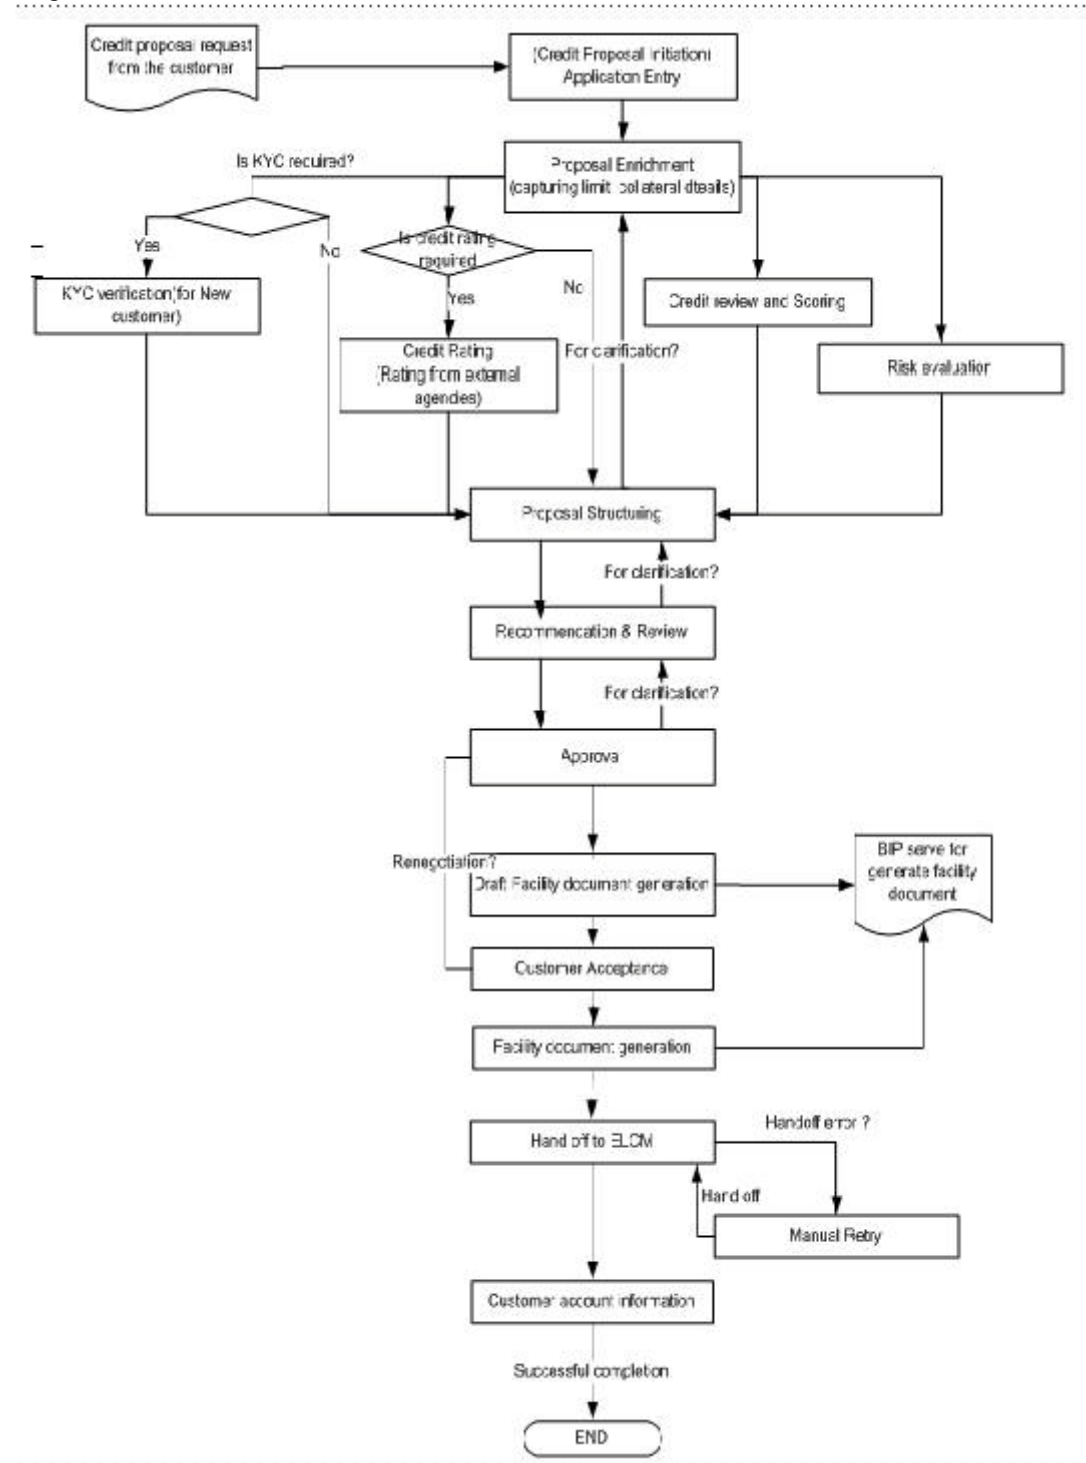 Credit proposal request
from the customer
(Credit Proposal Initiation)
Application Entry
Is KYC required?
Proposal Enrichment
(capturing limit collateral dteails)
Yes
No
Is credit rating
required
No
Yes
KYC verification(for New
customer)
Credit review and Scoring
Credit Rating
(Rating from external
agencies)
For clarification?
Risk evaluation
Proposal Structuring
For clarification?
Recommendation & Review
For clarification?
Approval
Renegotiation?
Draft Facility document generation
BIP serve for
generate facility
document
Customer Acceptance
Facility document generation
Hand off to ELCM
Handoff error ?
Hand off
Manual Retry
Customer account information
Successful completion
END